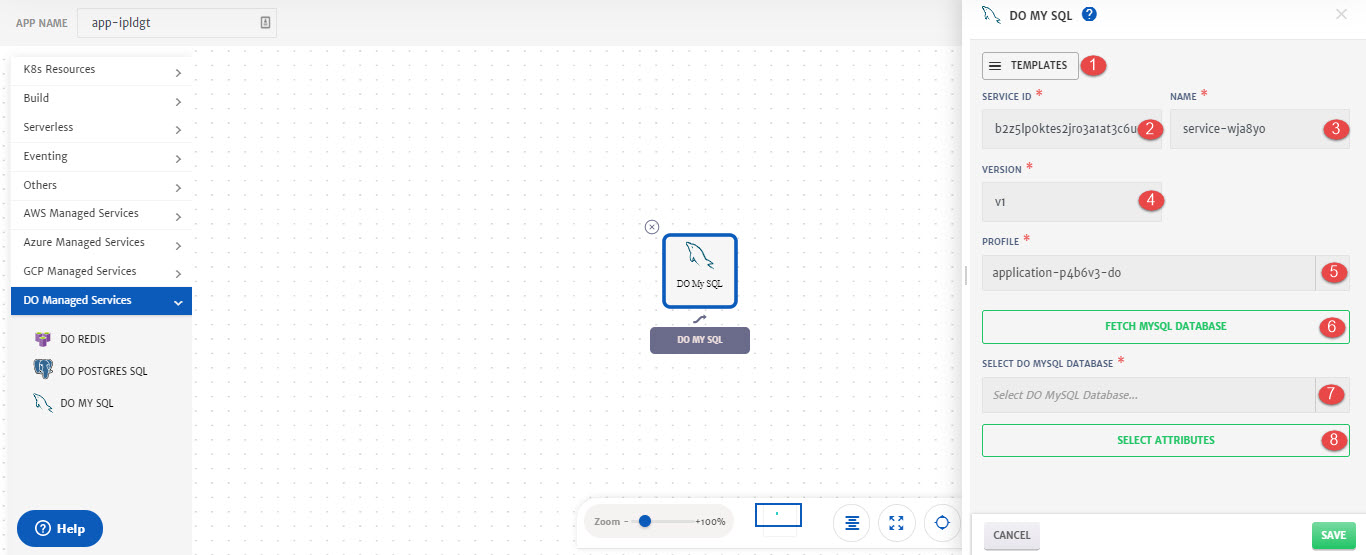 APP NAME app-ipldgt
K8s Resources
Build
Serverless
Eventing
Others
AWS Managed Services
Azure Managed Services
GCP Managed Services
DO Managed Services
DO REDIS
DO POSTGRES SQL
DO MY SQL
Help
DO My SQL
DO MY SQL
Zoom - +100%
DO MY SQL ?
TEMPLATES 1
SERVICE ID * NAME *
b2z5lp0ktes2jro3a1at3c6u 2 service-wja8yo 3
VERSION *
v1 4
PROFILE *
application-p4b6v3-do 5
FETCH MYSQL DATABASE 6
SELECT DO MYSQL DATABASE *
Select DO MySQL Database... 7
SELECT ATTRIBUTES 8
CANCEL SAVE